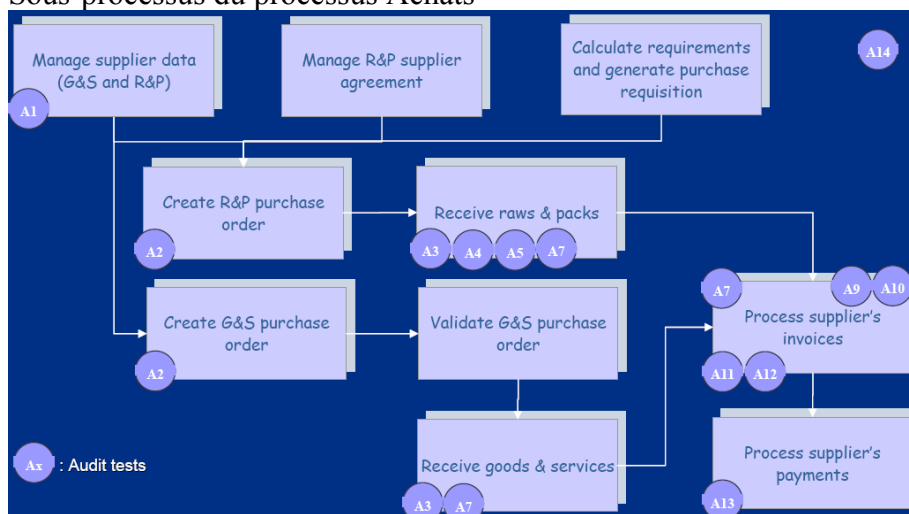 Sous-processus du processus Achats
Manage supplier data
(G&S and R&P)
A1
Manage R&P supplier
agreement
Calculate requirements
and generate purchase
requisition
A14
Create R&P purchase
order
A2
Receive raws & packs
A3 A4 A5 A7
Create G&S purchase
order
A2
Validate G&S purchase
order
A7 A9 A10
Process supplier's
invoices
A11 A12
Receive goods & services
A3 A7
Process supplier's
payments
A13
Ax : Audit tests